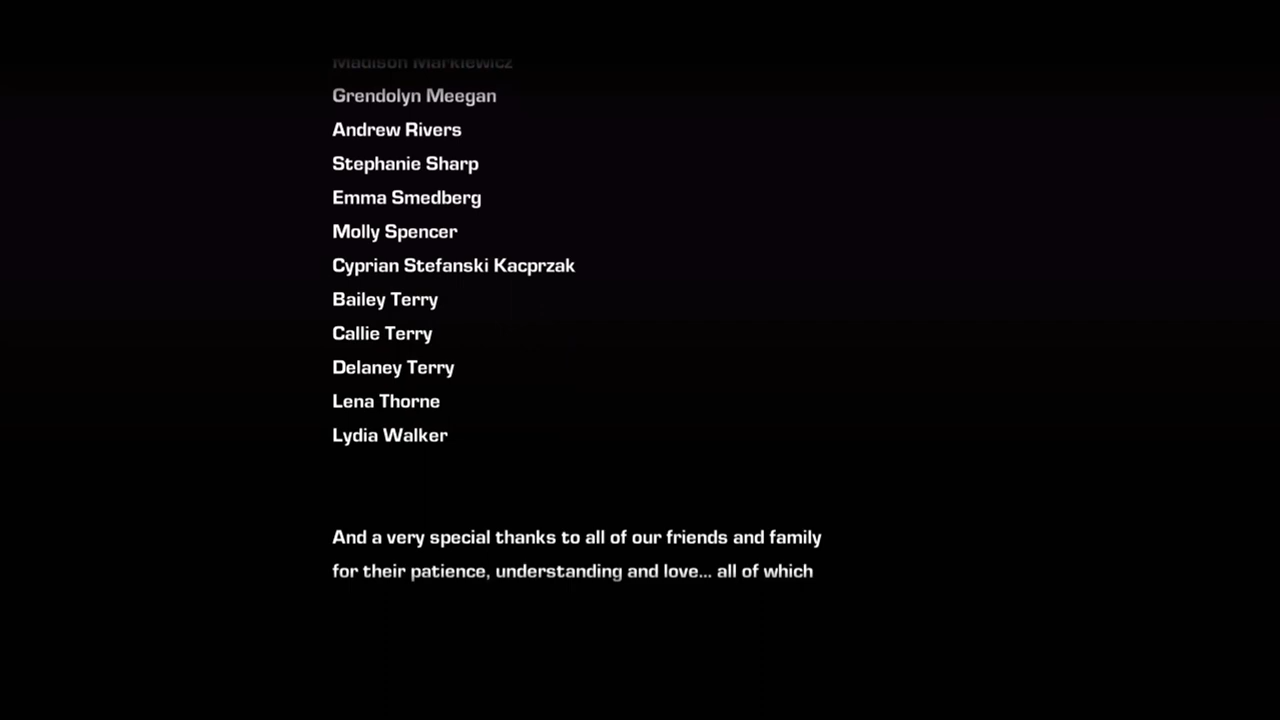 Madison Markiewicz
Grendolyn Meegan
Andrew Rivers
Stephanie Sharp
Emma Smedberg
Molly Spencer
Cyprian Stefanski Kacprzak
Bailey Terry
Callie Terry
Delaney Terry
Lena Thorne
Lydia Walker
And a very special thanks to all of our friends and family
for their patience, understanding and love... all of which